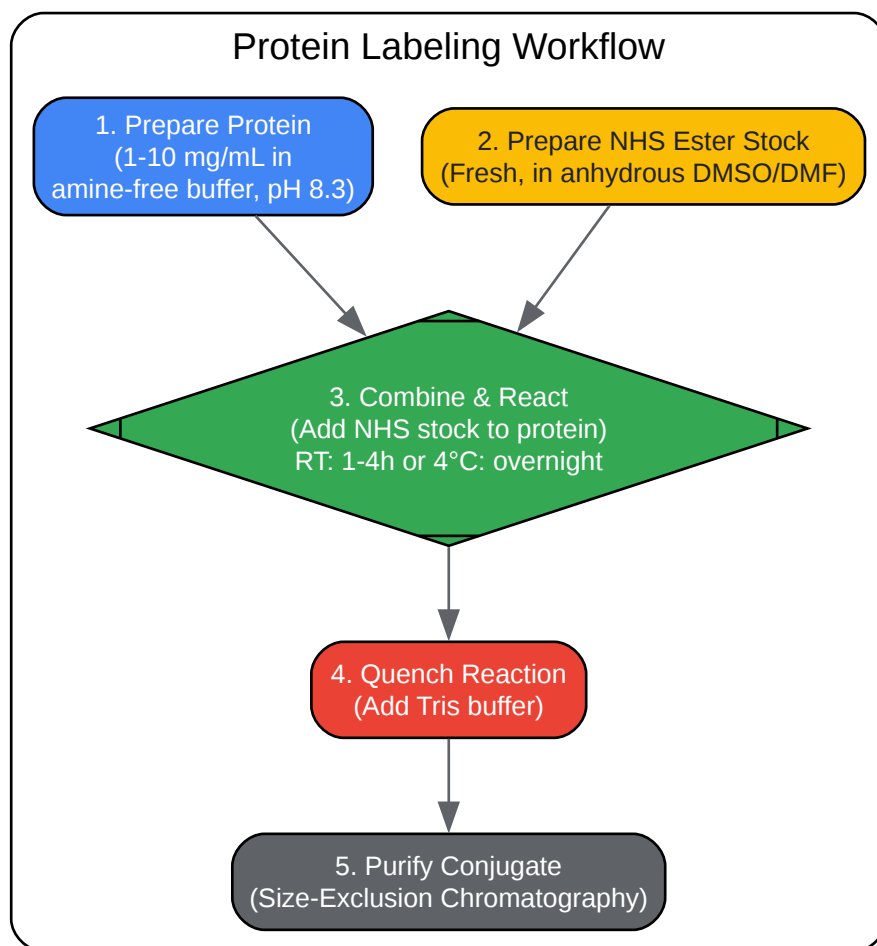 Protein Labeling Workflow
1. Prepare Protein
(1-10 mg/mL in
amine-free buffer, pH 8.3)
2. Prepare NHS Ester Stock
(Fresh, in anhydrous DMSO/DMF)
3. Combine & React
(Add NHS stock to protein)
RT: 1-4h or 4°C: overnight
4. Quench Reaction
(Add Tris buffer)
5. Purify Conjugate
(Size-Exclusion Chromatography)